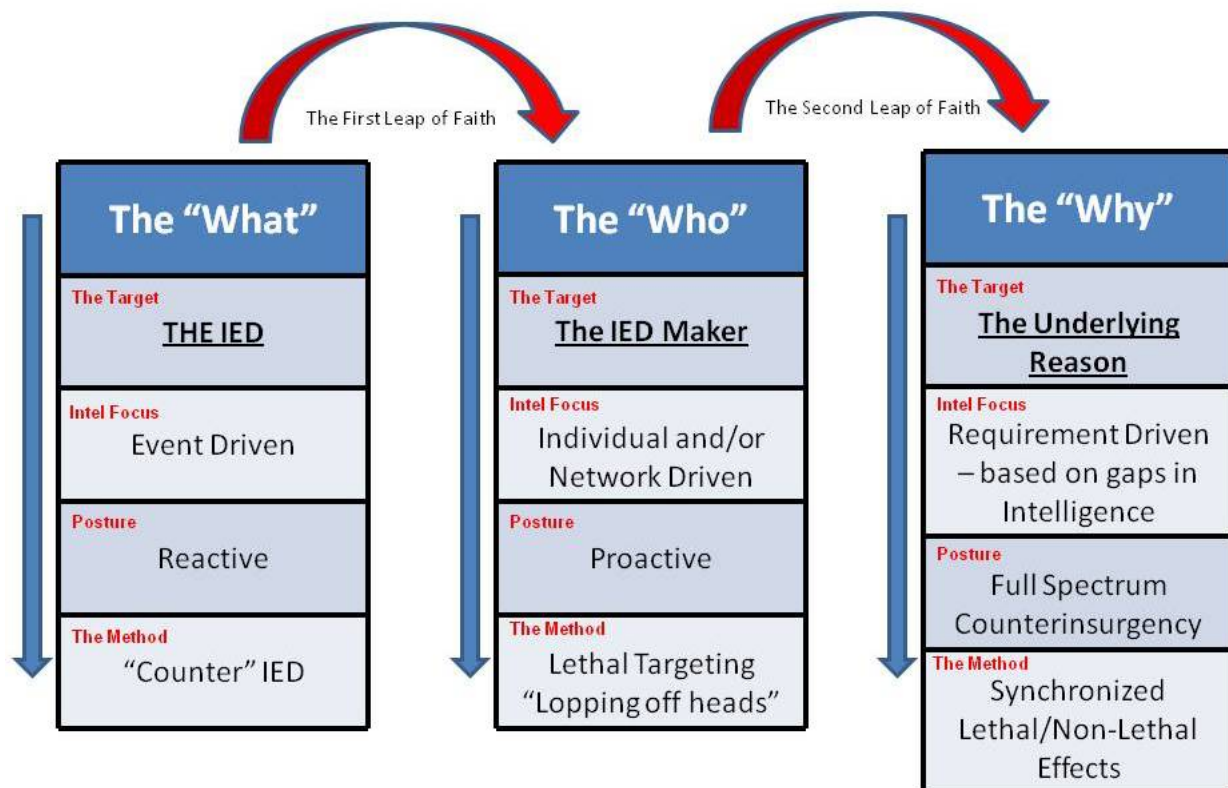 The First Leap of Faith
The Second Leap of Faith
The “What”
The Target
THE IED
Intel Focus
Event Driven
Posture
Reactive
The Method
“Counter” IED
The “Who”
The Target
The IED Maker
Intel Focus
Individual and/or
Network Driven
Posture
Proactive
The Method
Lethal Targeting
“Lopping off heads”
The “Why”
The Target
The Underlying
Reason
Intel Focus
Requirement Driven
– based on gaps in
Intelligence
Posture
Full Spectrum
Counterinsurgency
The Method
Synchronized
Lethal/Non-Lethal
Effects